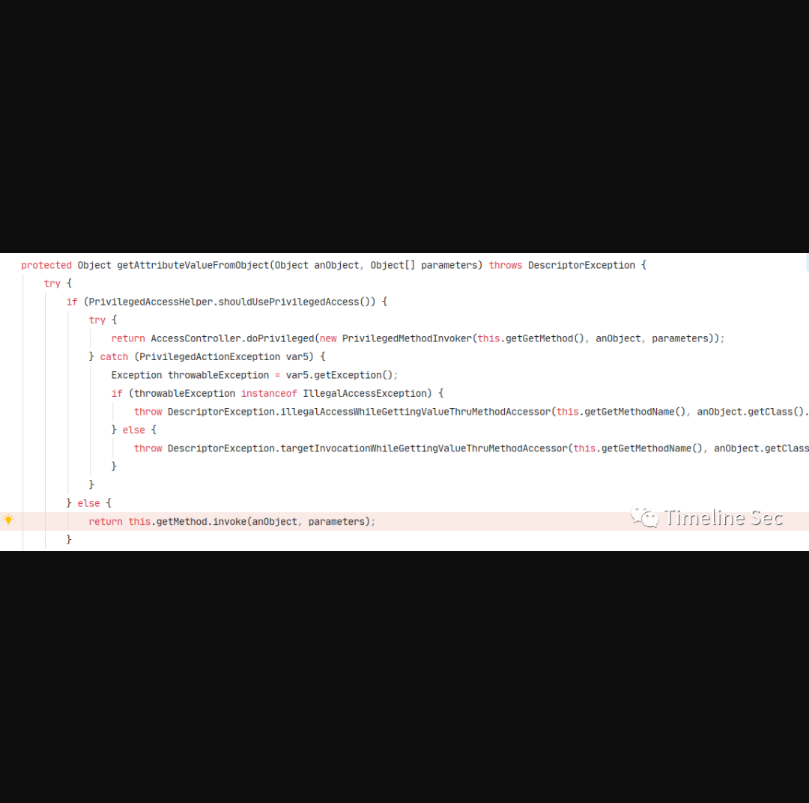 protected Object getAttributeValueFromObject(Object anObject, Object[] parameters) throws DescriptorException {
try {
if (PrivilegedAccessHelper.shouldUsePrivilegedAccess()) {
try {
return AccessController.doPrivileged(new PrivilegedMethodInvoker(this.getGetMethod(), anObject, parameters));
} catch (PrivilegedActionException var5) {
Exception throwableException = var5.getException();
if (throwableException instanceof IllegalAccessException) {
throw DescriptorException.illegalAccessWhileGettingValueThruMethodAccessor(this.getGetMethodName(), anObject.getClass().
} else {
throw DescriptorException.targetInvocationWhileGettingValueThruMethodAccessor(this.getGetMethodName(), anObject.getClass
}
}
} else {
return this.getMethod.invoke(anObject, parameters);
Timeline Sec
}